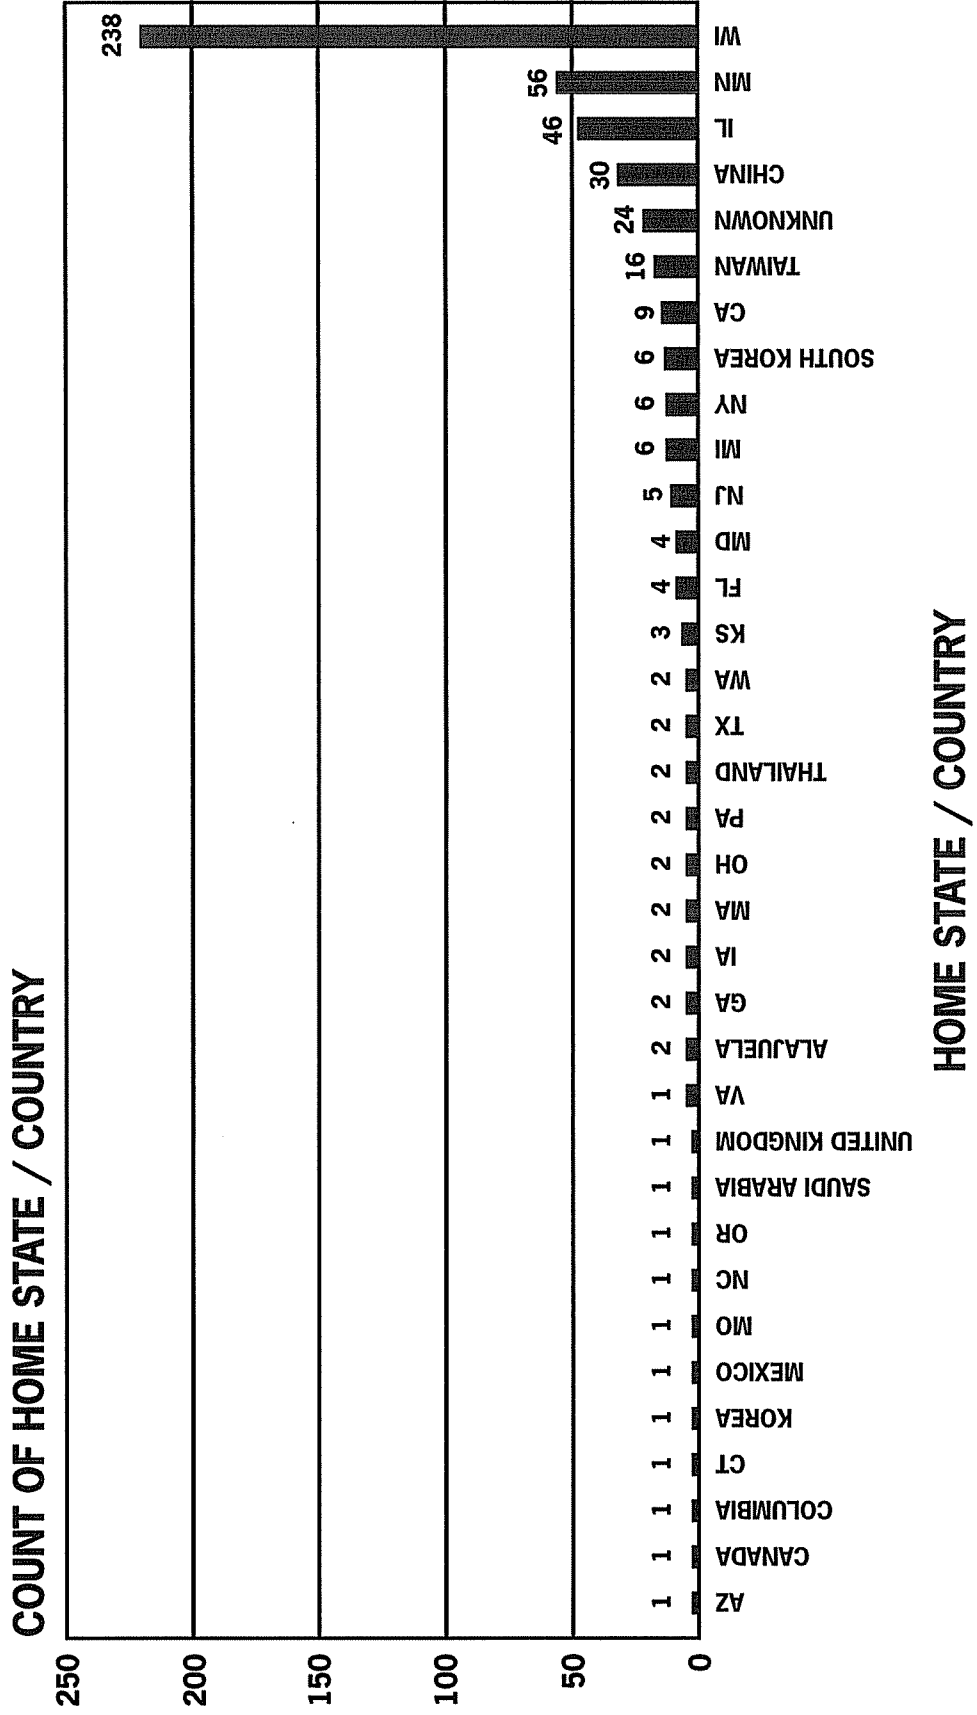 COUNT OF HOME STATE / COUNTRY
250
200
150
100
50
0
1
1
1
1
1
1
1
1
1
1
1
1
2
2
2
2
2
2
2
2
2
3
4
4
5
6
6
6
9
16
24
30
46
56
238
AZ
CANADA
COLUMBIA
CT
KOREA
MEXICO
MO
NC
OR
SAUDI ARABIA
UNITED KINGDOM
VA
ALAJUELA
GA
IA
MA
OH
PA
THAILAND
TX
WA
KS
FL
MD
NJ
MI
NY
SOUTH KOREA
CA
TAIWAN
UNKNOWN
CHINA
IL
MN
WI
HOME STATE / COUNTRY